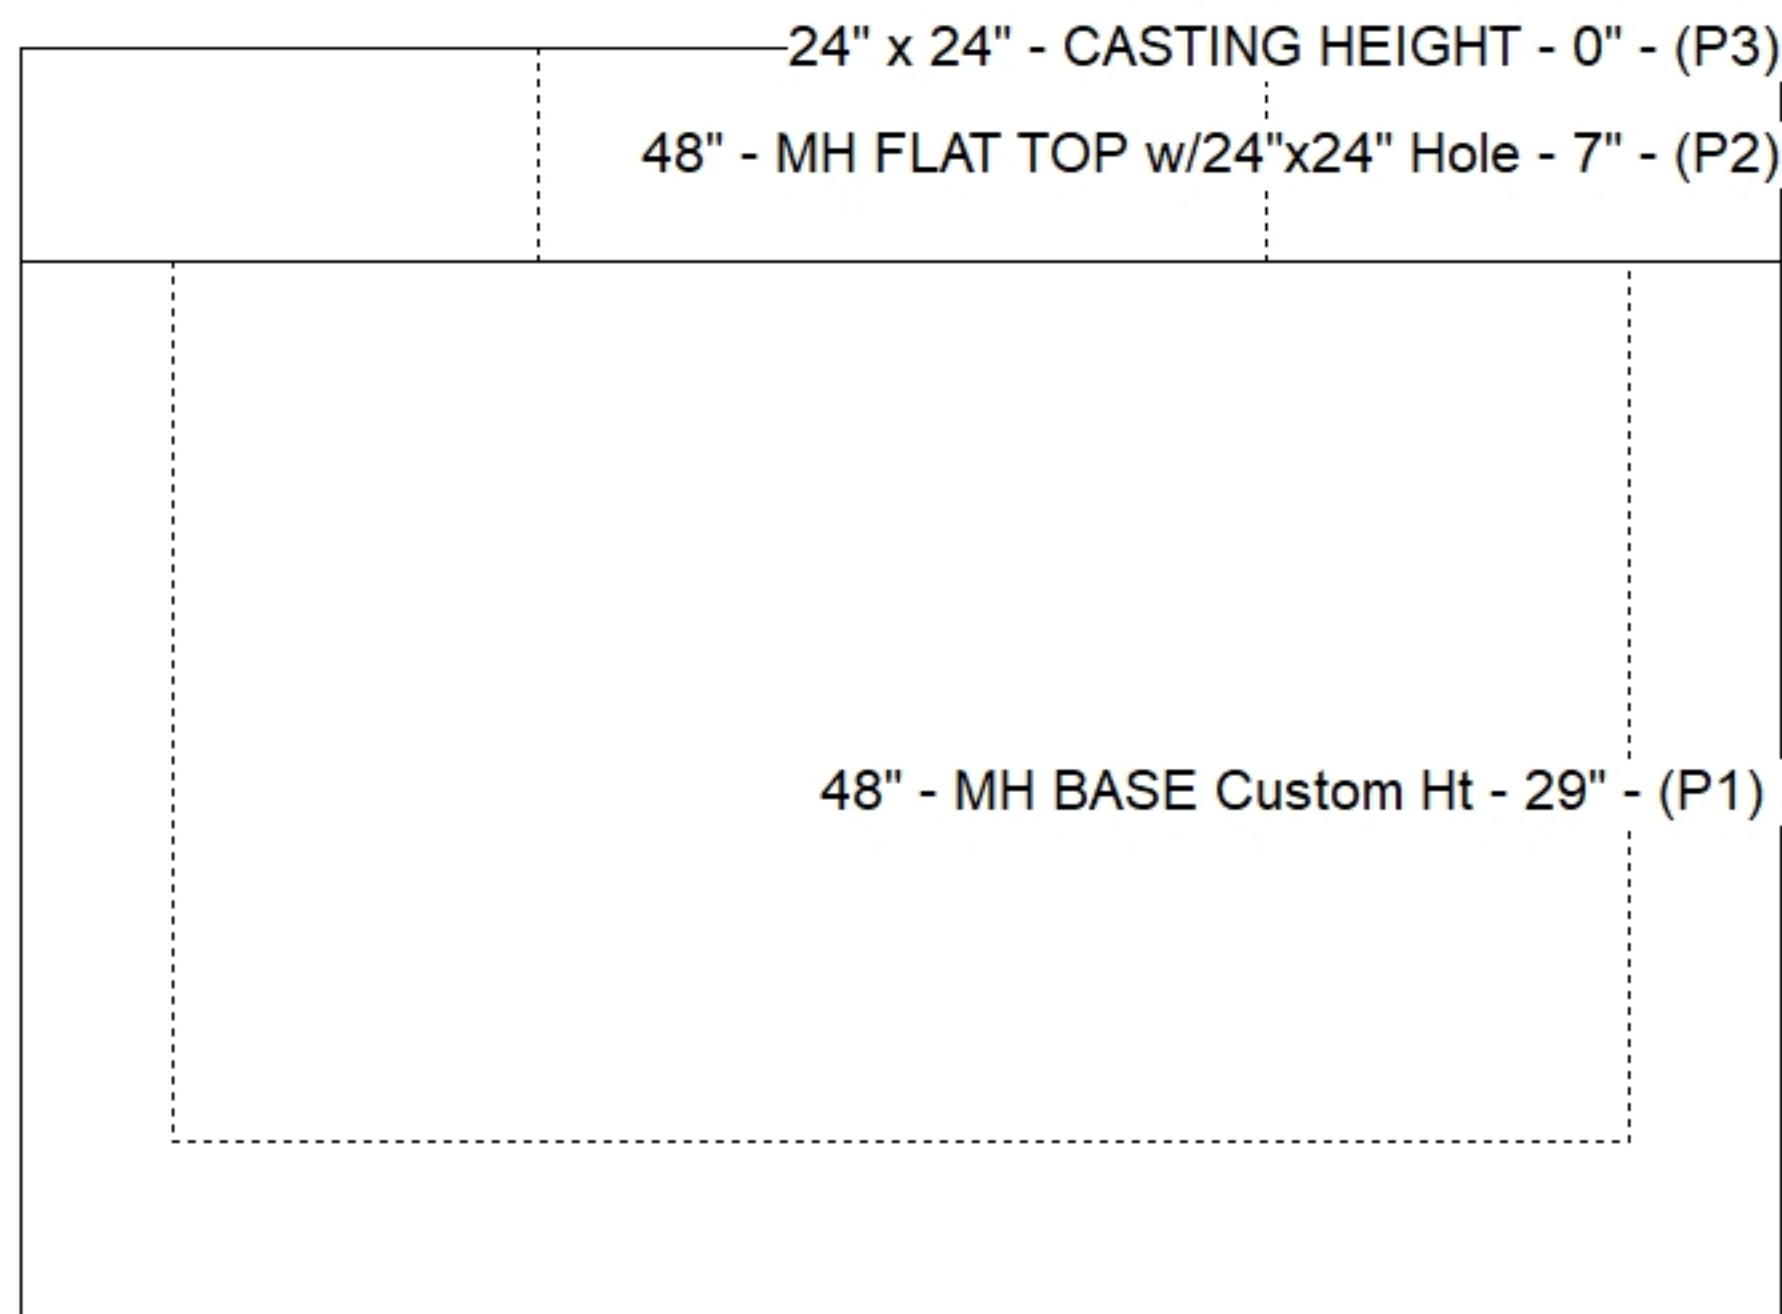 24" x 24" - CASTING HEIGHT - 0" - (P3)
48" - MH FLAT TOP w/24"x24" Hole - 7" - (P2)
48" - MH BASE Custom Ht - 29" - (P1)